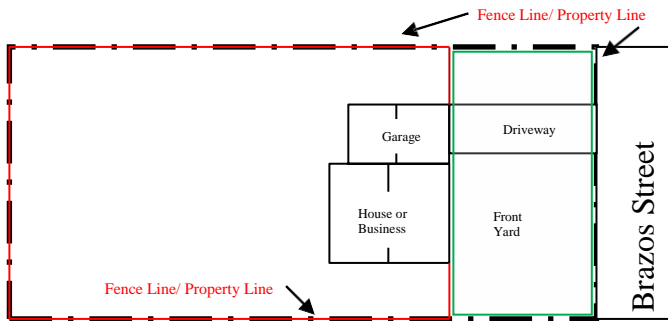 Fence Line/ Property Line
Garage
Driveway
House or
Business
Front
Yard
Brazos Street
Fence Line/ Property Line